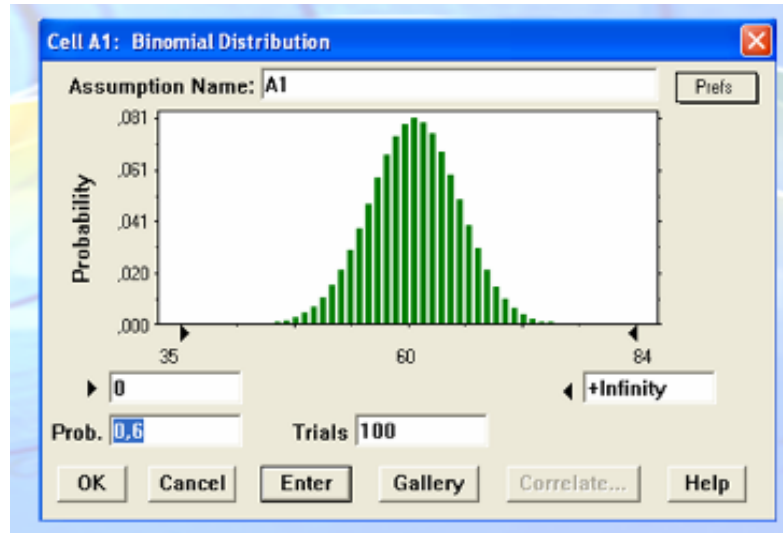 Cell A1: Binomial Distribution
Assumption Name: A1
Prefs
,081
,061
,041
,020
,000
Probability
35 60 84
0 +Infinity
Prob. 0,6 Trials 100
OK Cancel Enter Gallery Correlate... Help